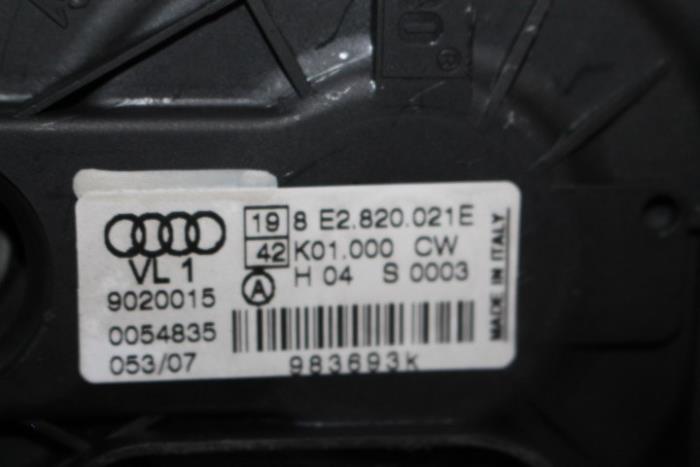 19 8 E2.820.021E
42 K01.000 CW
VL 1
A H 04 S 0003
9020015
0054835
053/07
983693k
MADE IN ITALY